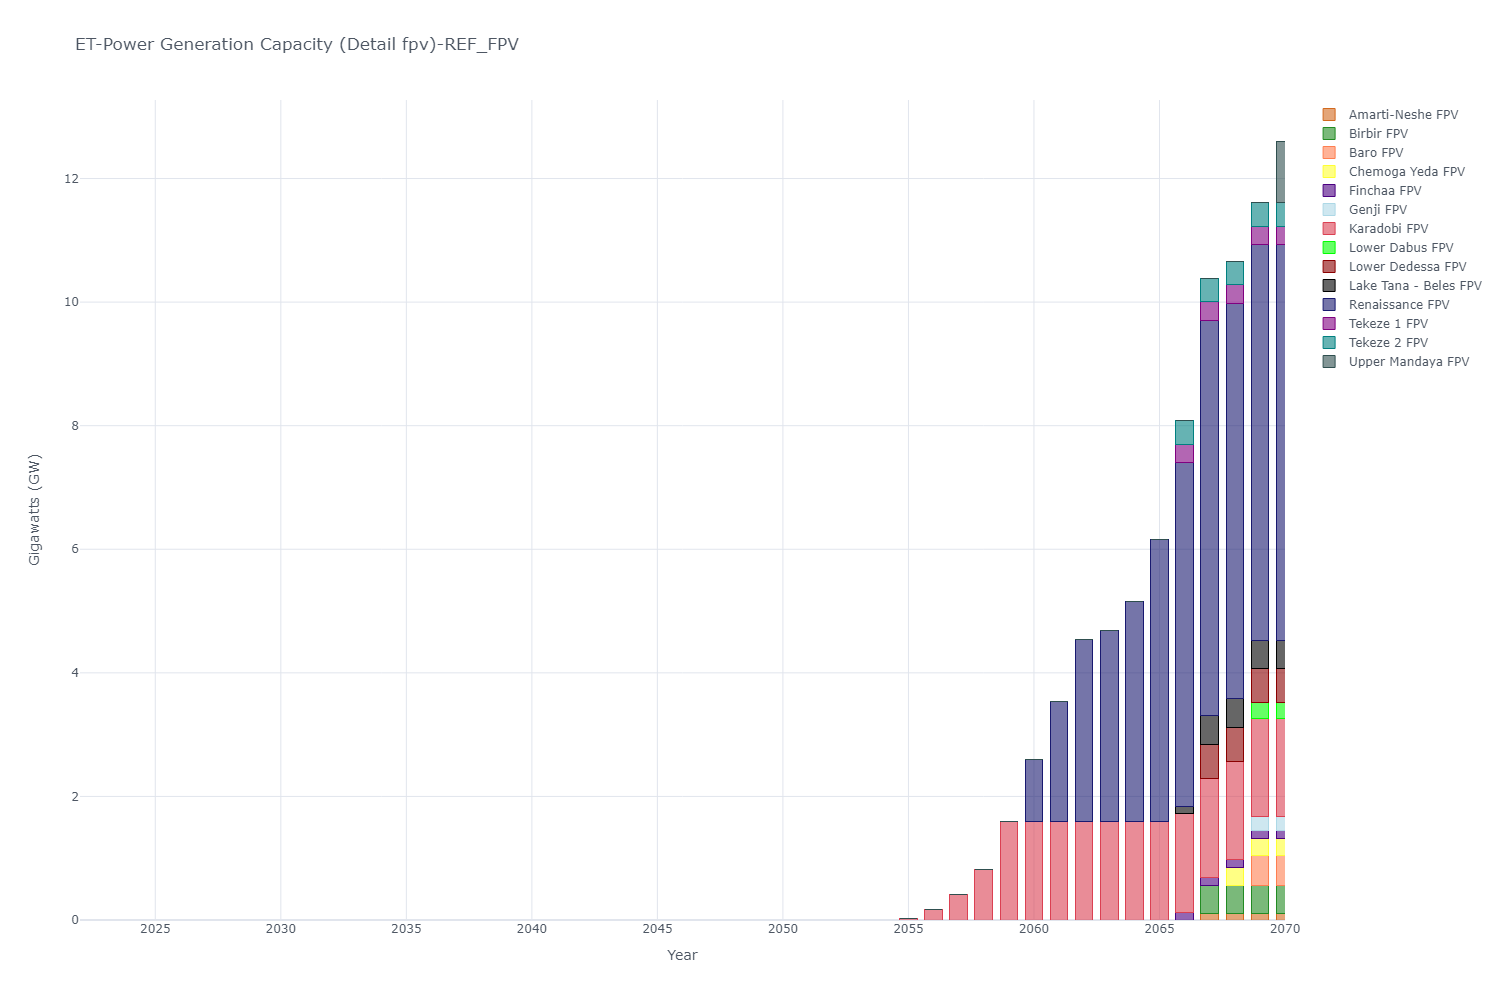 ET-Power Generation Capacity (Detail fpv)-REF_FPV
Gigawatts (GW)
12
10
8
6
4
2
0
2025
2030
2035
2040
2045
2050
2055
2060
2065
2070
Year
Amarti-Neshe FPV
Birbir FPV
Baro FPV
Chemoga Yeda FPV
Finchaa FPV
Genji FPV
Karadobi FPV
Lower Dabus FPV
Lower Dedessa FPV
Lake Tana - Beles FPV
Renaissance FPV
Tekeze 1 FPV
Tekeze 2 FPV
Upper Mandaya FPV